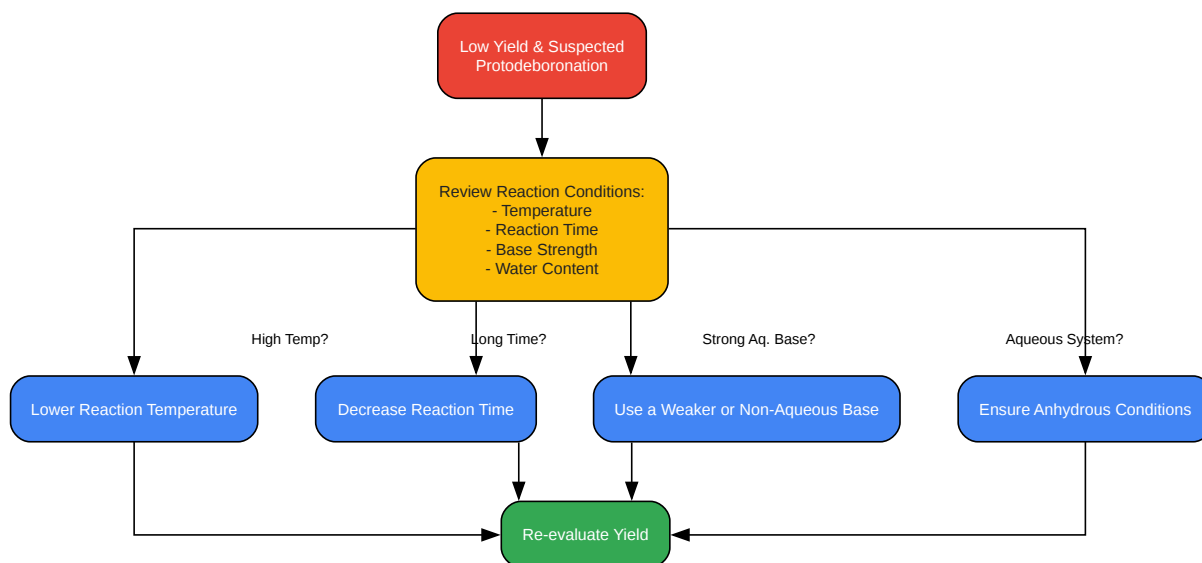 Low Yield & Suspected
Protodeboronation
Review Reaction Conditions:
- Temperature
- Reaction Time
- Base Strength
- Water Content
High Temp?
Long Time?
Strong Aq. Base?
Aqueous System?
Lower Reaction Temperature
Decrease Reaction Time
Use a Weaker or Non-Aqueous Base
Ensure Anhydrous Conditions
Re-evaluate Yield